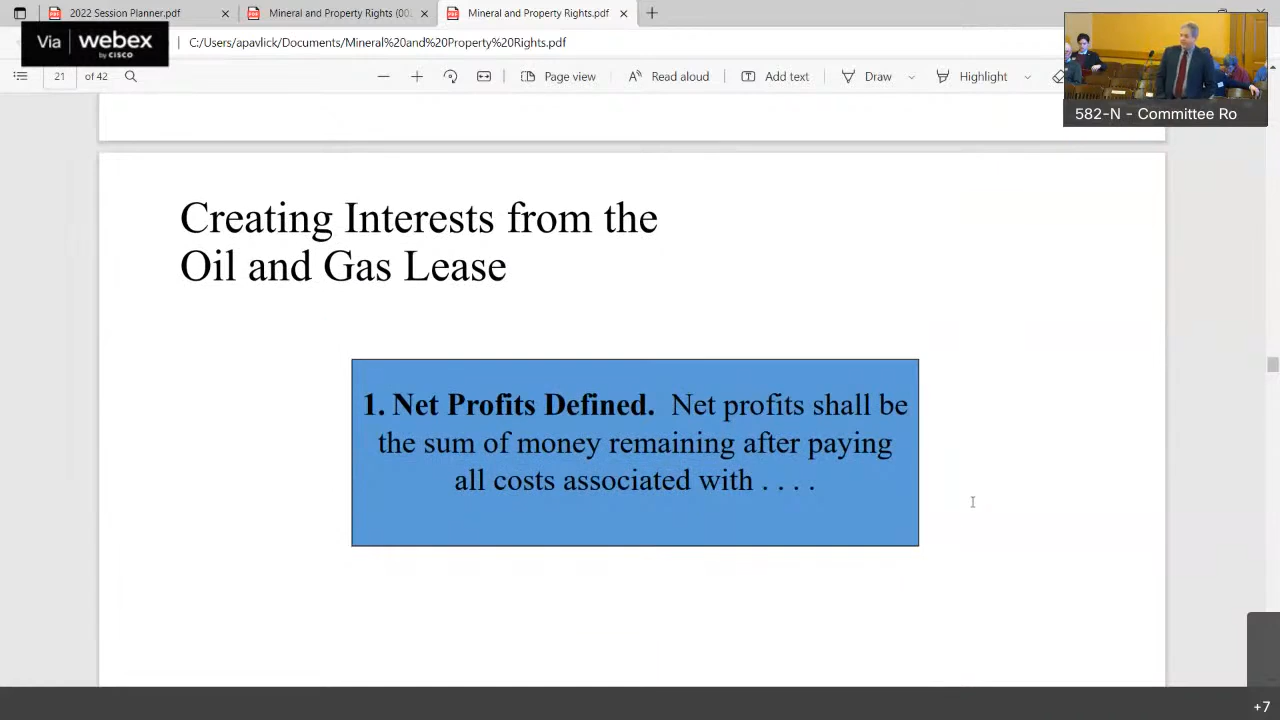 2022 Session Planner.pdf
Mineral and Property Rights (00.
Mineral and Property Rights.pdf
Via webex
by CISCO
C:/Users/apavlick/Documents/Mineral%20and%20Property%20Rights.pdf
21 of 42
Page view
Read aloud
Add text
Draw
Highlight
582-N - Committee Ro
Creating Interests from the
Oil and Gas Lease
1. Net Profits Defined. Net profits shall be
the sum of money remaining after paying
all costs associated with . . . .
+7